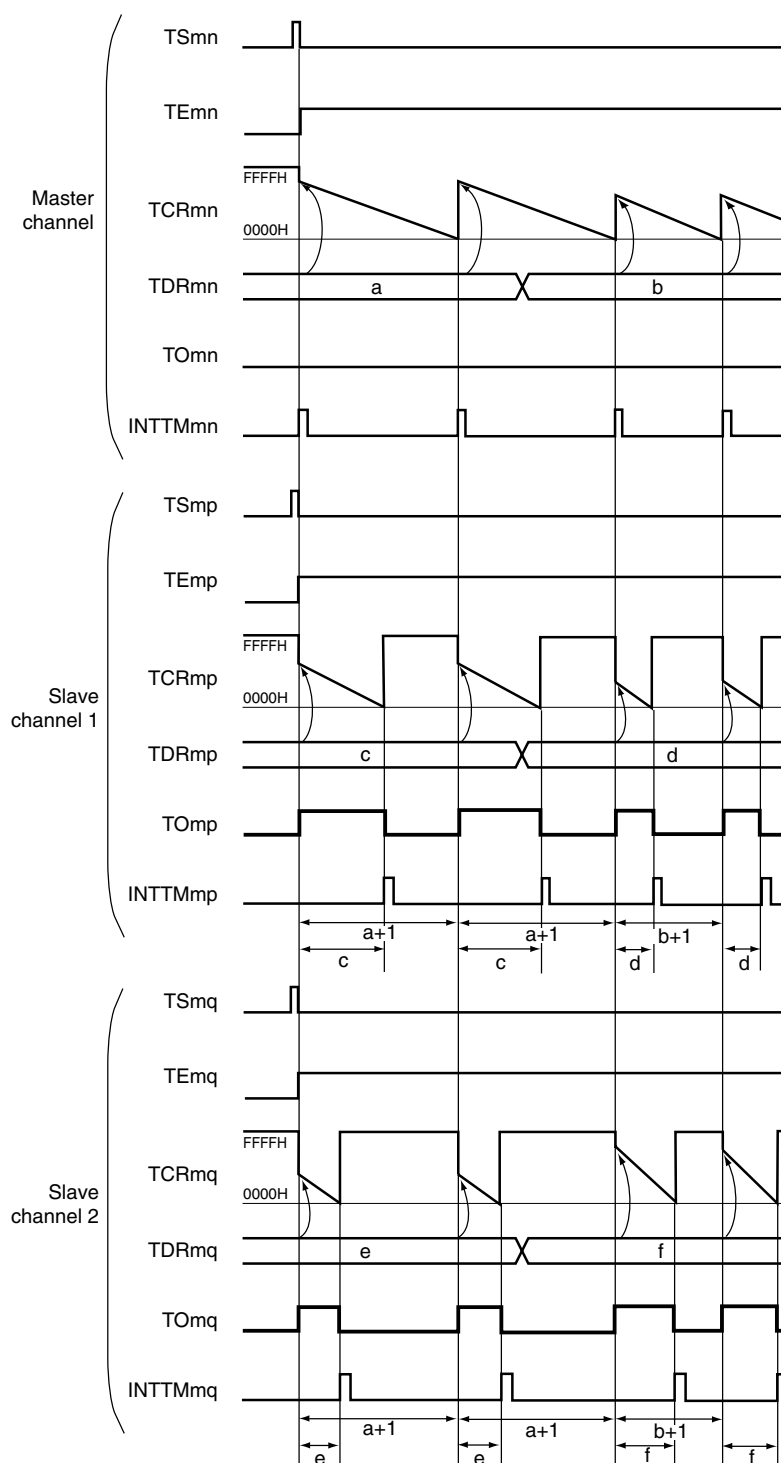 TSmn
TEmn
Master
channel
FFFFH
TCRmn
0000H
TDRmn
a
b
TOmn
INTTMmn
TSmp
TEmp
Slave
channel 1
FFFFH
TCRmp
0000H
TDRmp
c
d
TOmp
INTTMmp
a+1
a+1
b+1
c
c
d
d
TSmq
TEmq
Slave
channel 2
FFFFH
TCRmq
0000H
TDRmq
e
f
TOmq
INTTMmq
a+1
a+1
b+1
e
e
f
f